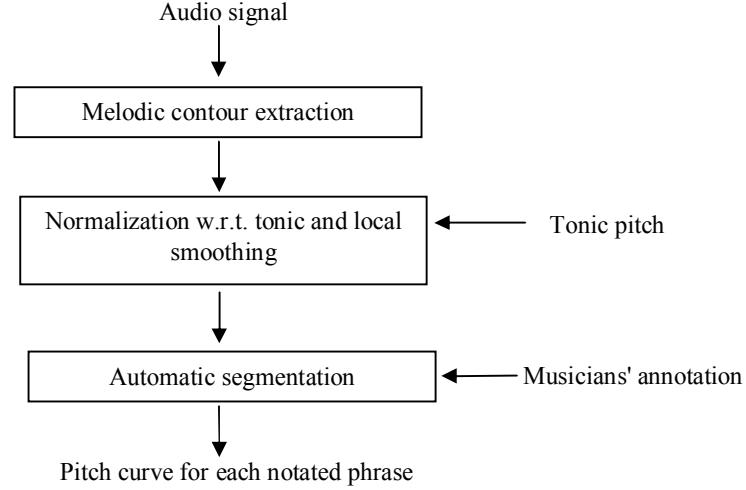 Audio signal
Melodic contour extraction
Normalization w.r.t. tonic and local
smoothing
Tonic pitch
Automatic segmentation
Musicians' annotation
Pitch curve for each notated phrase